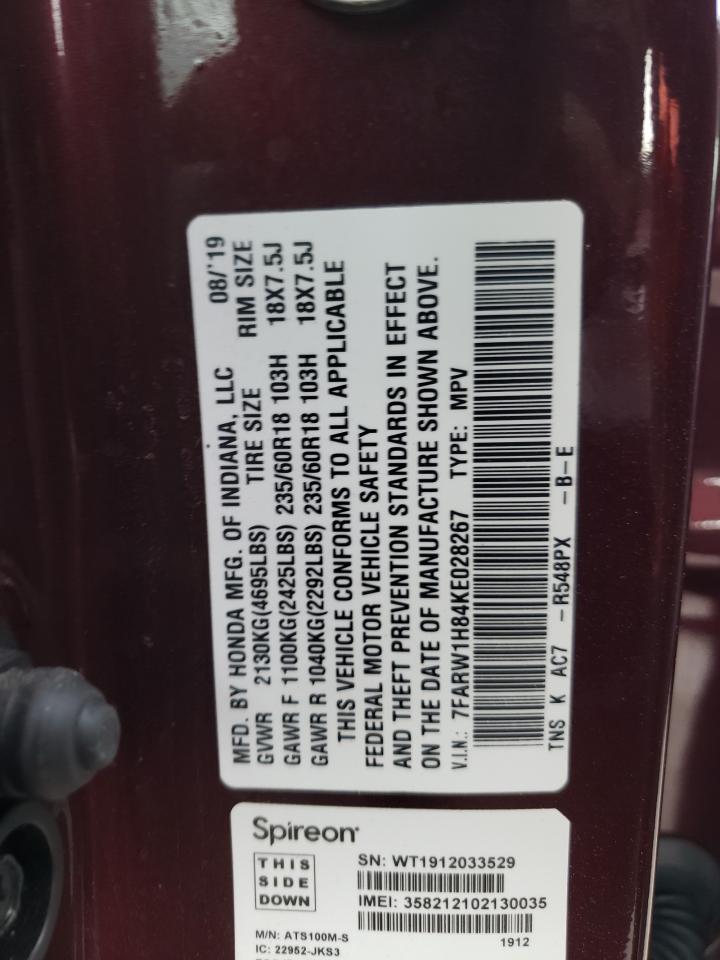 MFD. BY HONDA MFG. OF INDIANA, LLC 08/'19
GVWR 2130KG(4695LBS) TIRE SIZE RIM SIZE
GAWR F 1100KG(2425LBS) 235/60R18 103H 18X7.5J
GAWR R 1040KG(2292LBS) 235/60R18 103H 18X7.5J
THIS VEHICLE CONFORMS TO ALL APPLICABLE
FEDERAL MOTOR VEHICLE SAFETY
AND THEFT PREVENTION STANDARDS IN EFFECT
ON THE DATE OF MANUFACTURE SHOWN ABOVE.
V.I.N.: 7FARW1H84KE028267 TYPE: MPV
TNS K AC7 -R548PX -B-E
Spireon
THIS
SIDE
DOWN
SN: WT1912033529
IMEI: 358212102130035
M/N: ATS100M-S 1912
IC: 22952-JKS3